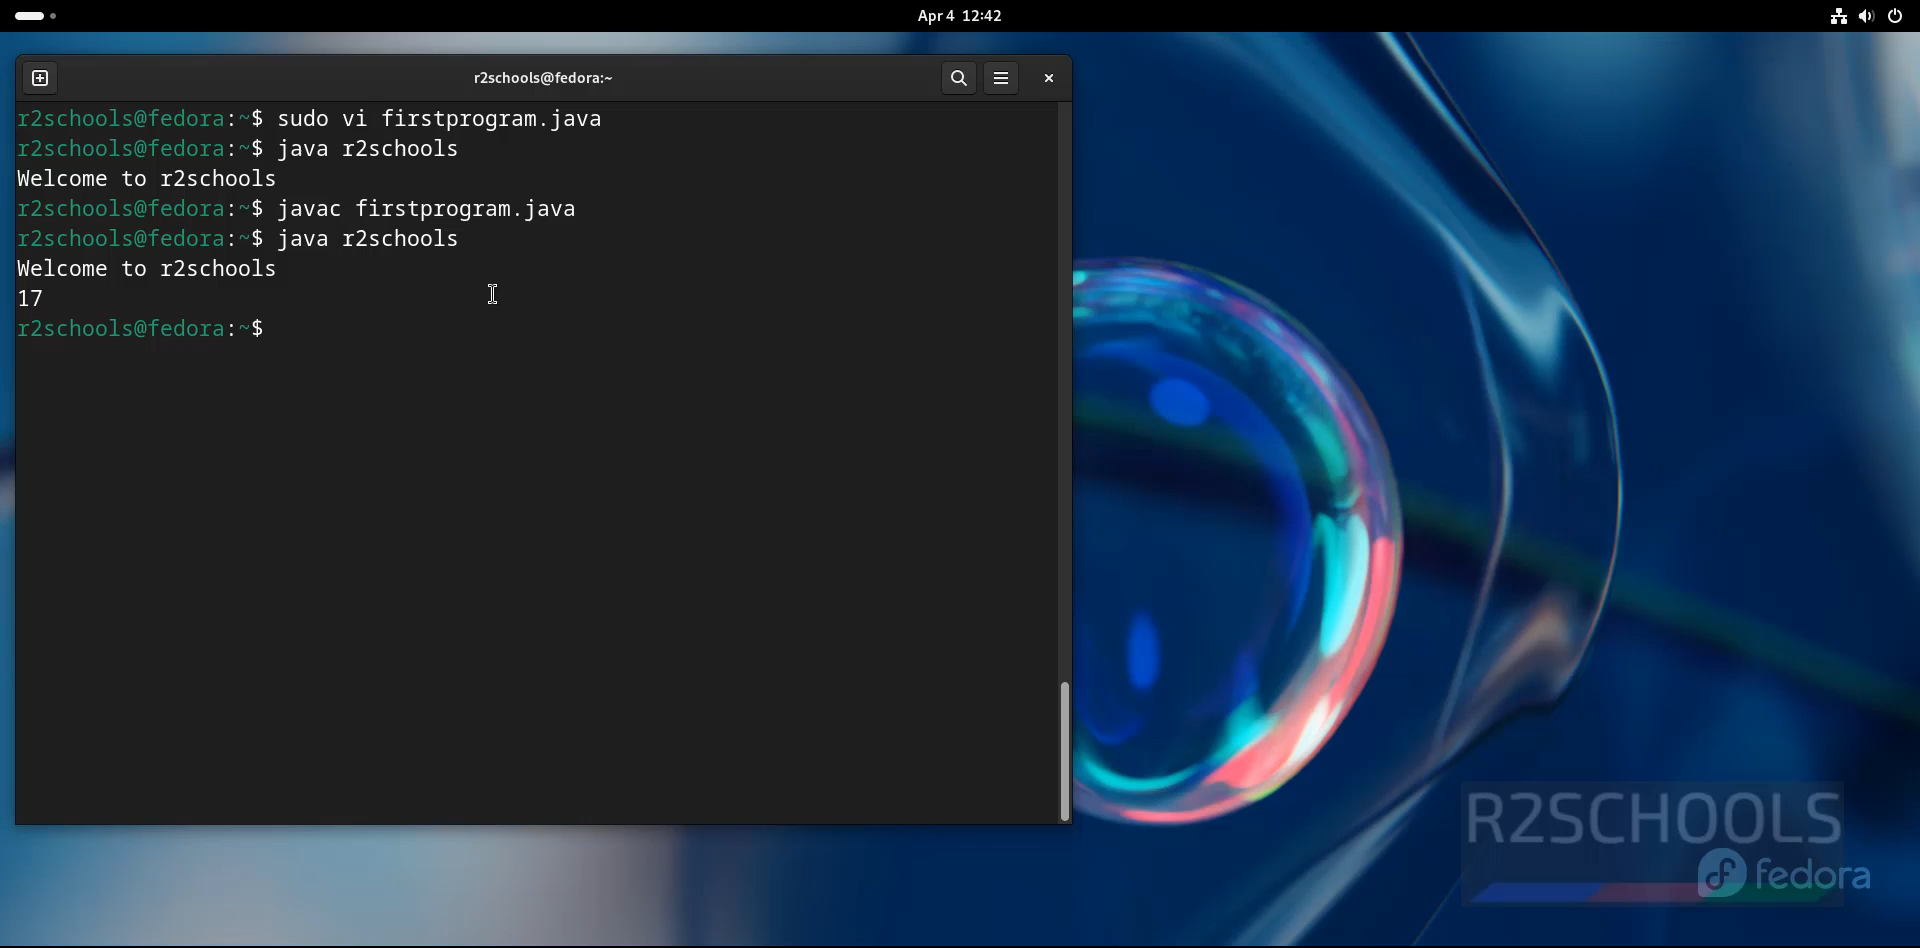 Apr 4 12:42
r2schools@fedora:~
r2schools@fedora:~$ sudo vi firstprogram.java
r2schools@fedora:~$ java r2schools
Welcome to r2schools
r2schools@fedora:~$ javac firstprogram.java
r2schools@fedora:~$ java r2schools
Welcome to r2schools
17
r2schools@fedora:~$
R2SCHOOLS
fedora